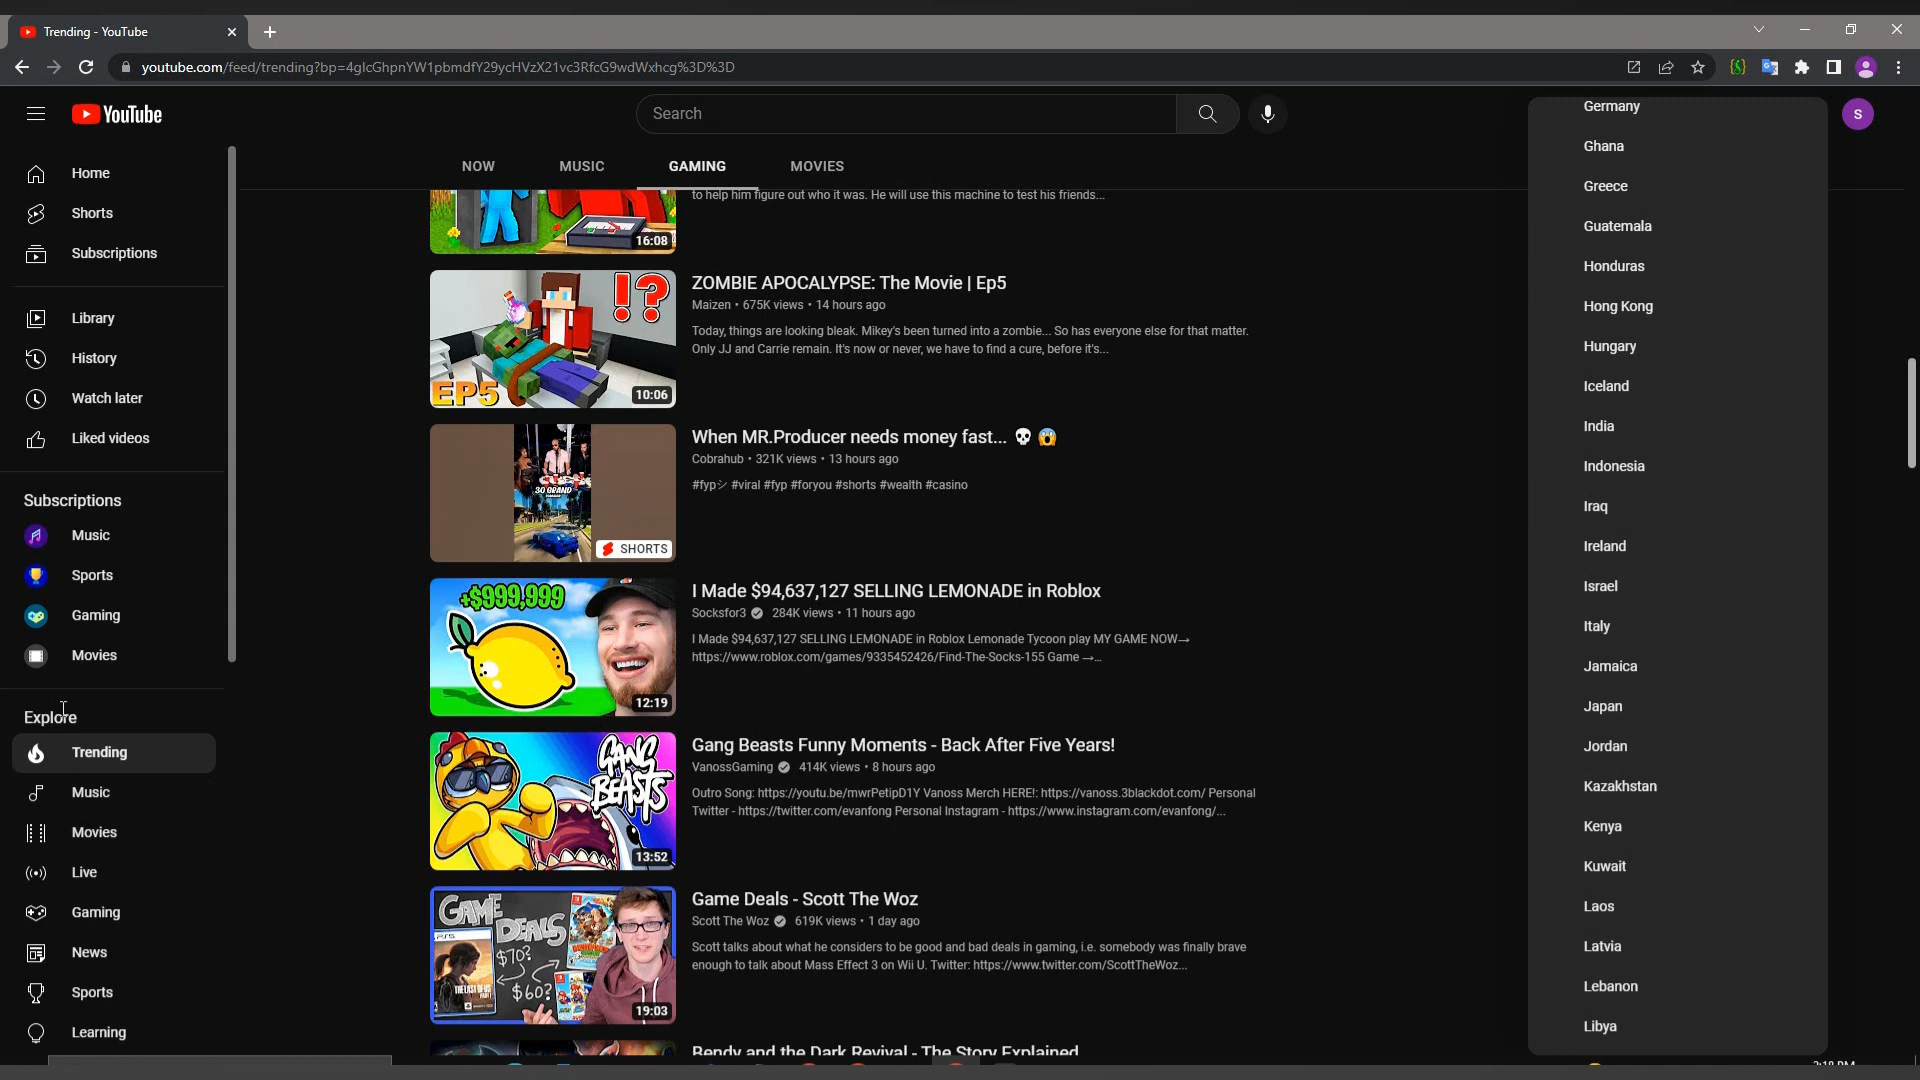 Trending - YouTube
youtube.com/feed/trending?bp=4gIcGhpnYW1pbmdfY29ycHVzX21vc3RfcG9wdWxhcg%3D%3D
YouTube
Search
S
NOW
MUSIC
GAMING
MOVIES
Home
Shorts
Subscriptions
Library
History
Watch later
Liked videos
Subscriptions
Music
Sports
Gaming
Movies
Explore
Trending
Music
Movies
Live
Gaming
News
Sports
Learning
to help him figure out who it was. He will use this machine to test his friends...
16:08
!?
EP5
10:06
ZOMBIE APOCALYPSE: The Movie | Ep5
Maizen • 675K views • 14 hours ago
Today, things are looking bleak. Mikey's been turned into a zombie... So has everyone else for that matter.
Only JJ and Carrie remain. It's now or never, we have to find a cure, before it's...
30 GRAND
SHORTS
When MR.Producer needs money fast... 💀 😱
Cobrahub • 321K views • 13 hours ago
#fypシ #viral #fyp #foryou #shorts #wealth #casino
+$999,999
12:19
I Made $94,637,127 SELLING LEMONADE in Roblox
Socksfor3 284K views • 11 hours ago
I Made $94,637,127 SELLING LEMONADE in Roblox Lemonade Tycoon play MY GAME NOW→
https://www.roblox.com/games/9335452426/Find-The-Socks-155 Game →...
GANG
BEASTS
13:52
Gang Beasts Funny Moments - Back After Five Years!
VanossGaming 414K views • 8 hours ago
Outro Song: https://youtu.be/mwrPetipD1Y Vanoss Merch HERE!: https://vanoss.3blackdot.com/ Personal
Twitter - https://twitter.com/evanfong Personal Instagram - https://www.instagram.com/evanfong/...
GAME
DEALS
PS5
$70?
$60?
THE LAST OF US
19:03
Game Deals - Scott The Woz
Scott The Woz 619K views • 1 day ago
Scott talks about what he considers to be good and bad deals in gaming, i.e. somebody was finally brave
enough to talk about Mass Effect 3 on Wii U. Twitter: https://www.twitter.com/ScottTheWoz...
Bendy and the Dark Revival - The Story Explained
Germany
Ghana
Greece
Guatemala
Honduras
Hong Kong
Hungary
Iceland
India
Indonesia
Iraq
Ireland
Israel
Italy
Jamaica
Japan
Jordan
Kazakhstan
Kenya
Kuwait
Laos
Latvia
Lebanon
Libya